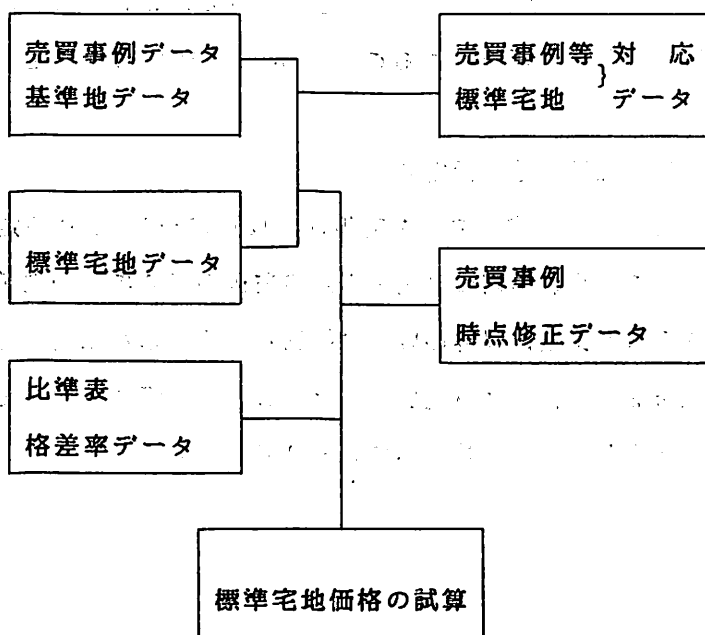 売買事例データ
基準地データ
売買事例等 対応
標準宅地 } データ
標準宅地データ
売買事例
時点修正データ
比準表
格差率データ
標準宅地価格の試算